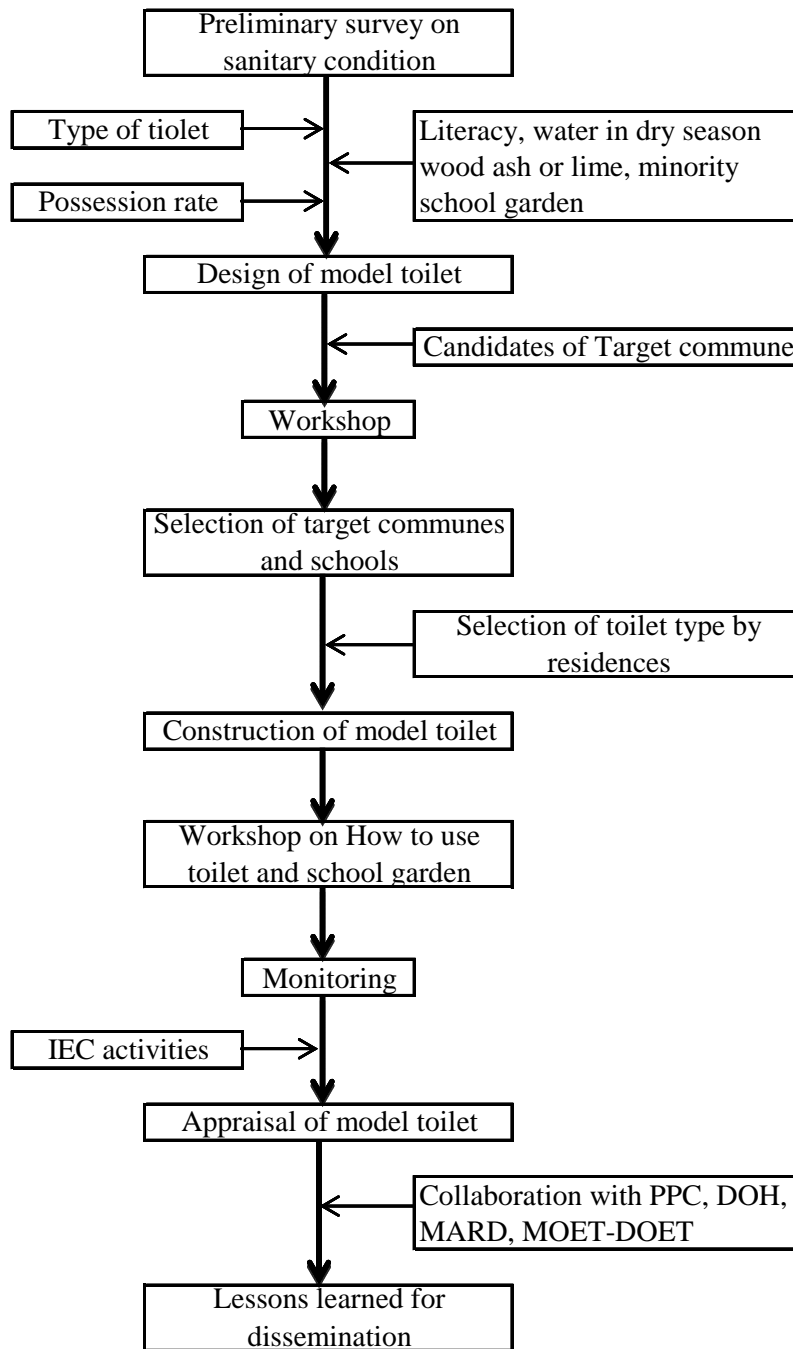 Preliminary survey on
sanitary condition
Type of tiolet
Literacy, water in dry season
wood ash or lime, minority
school garden
Possession rate
Design of model toilet
Candidates of Target commune
Workshop
Selection of target communes
and schools
Selection of toilet type by
residences
Construction of model toilet
Workshop on How to use
toilet and school garden
Monitoring
IEC activities
Appraisal of model toilet
Collaboration with PPC, DOH,
MARD, MOET-DOET
Lessons learned for
dissemination